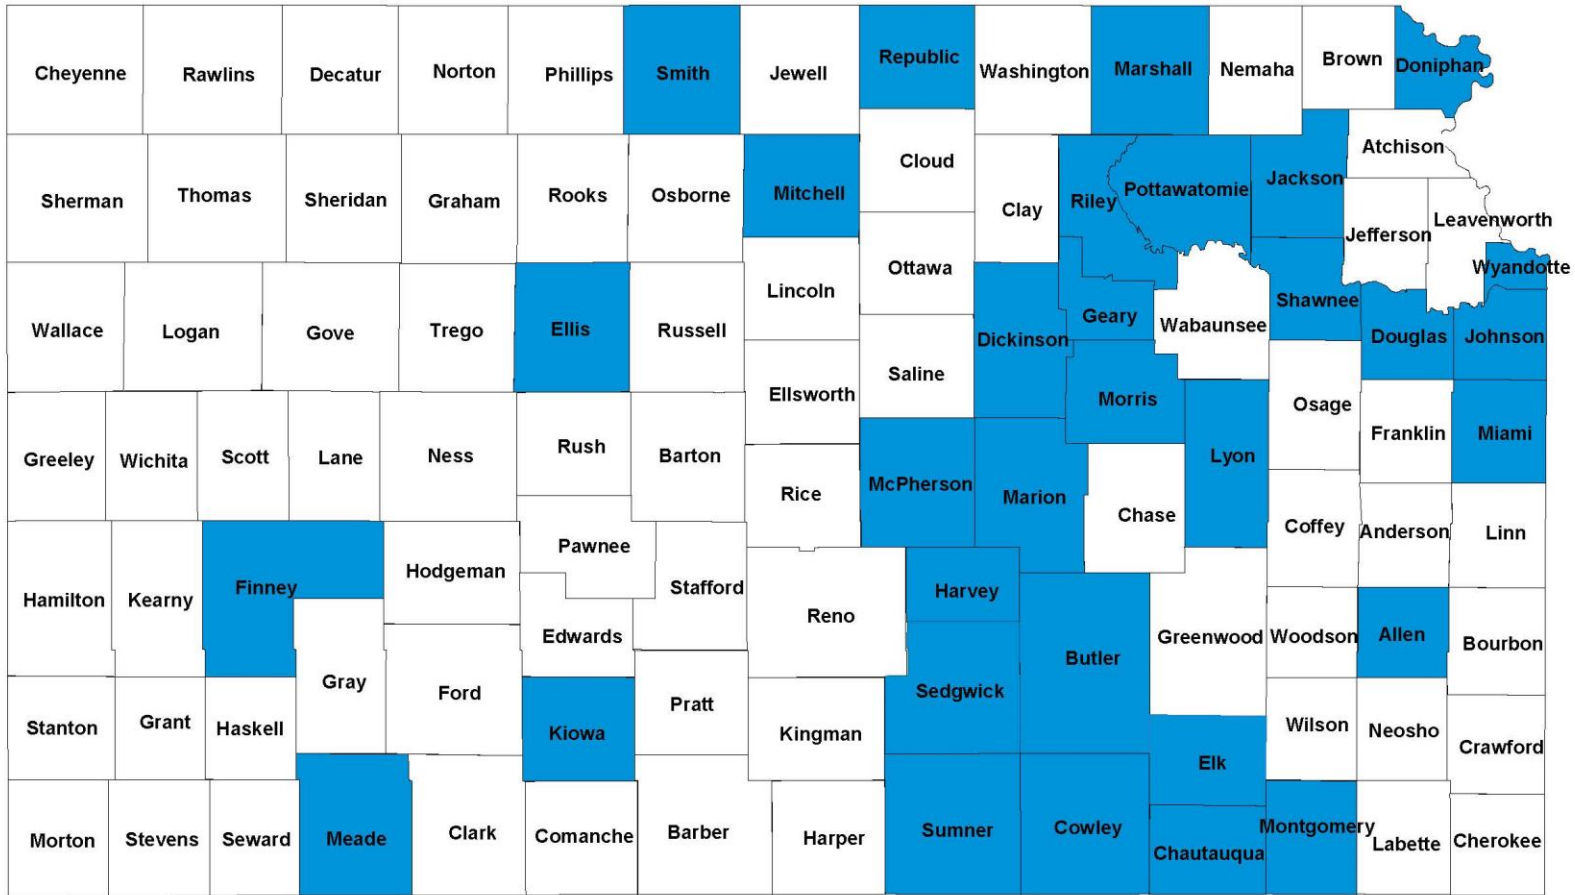 Cheyenne
Rawlins
Decatur
Norton
Phillips
Smith
Jewell
Republic
Washington
Marshall
Nemaha
Brown
Doniphan
Sherman
Thomas
Sheridan
Graham
Rooks
Osborne
Mitchell
Cloud
Clay
Riley
Pottawatomie
Jackson
Atchison
Jefferson
Leavenworth
Wyandotte
Wallace
Logan
Gove
Trego
Ellis
Russell
Lincoln
Ottawa
Saline
Dickinson
Geary
Wabaunsee
Shawnee
Douglas
Johnson
Greeley
Wichita
Scott
Lane
Ness
Rush
Barton
Ellsworth
Rice
McPherson
Marion
Morris
Chase
Lyon
Osage
Franklin
Miami
Hamilton
Kearny
Finney
Hodgeman
Pawnee
Edwards
Stafford
Reno
Harvey
Butler
Greenwood
Coffey
Anderson
Linn
Woodson
Allen
Bourbon
Stanton
Grant
Haskell
Gray
Ford
Kiowa
Pratt
Kingman
Sedgwick
Elk
Wilson
Neosho
Crawford
Morton
Stevens
Seward
Meade
Clark
Comanche
Barber
Harper
Sumner
Cowley
Chautauqua
Montgomery
Labette
Cherokee